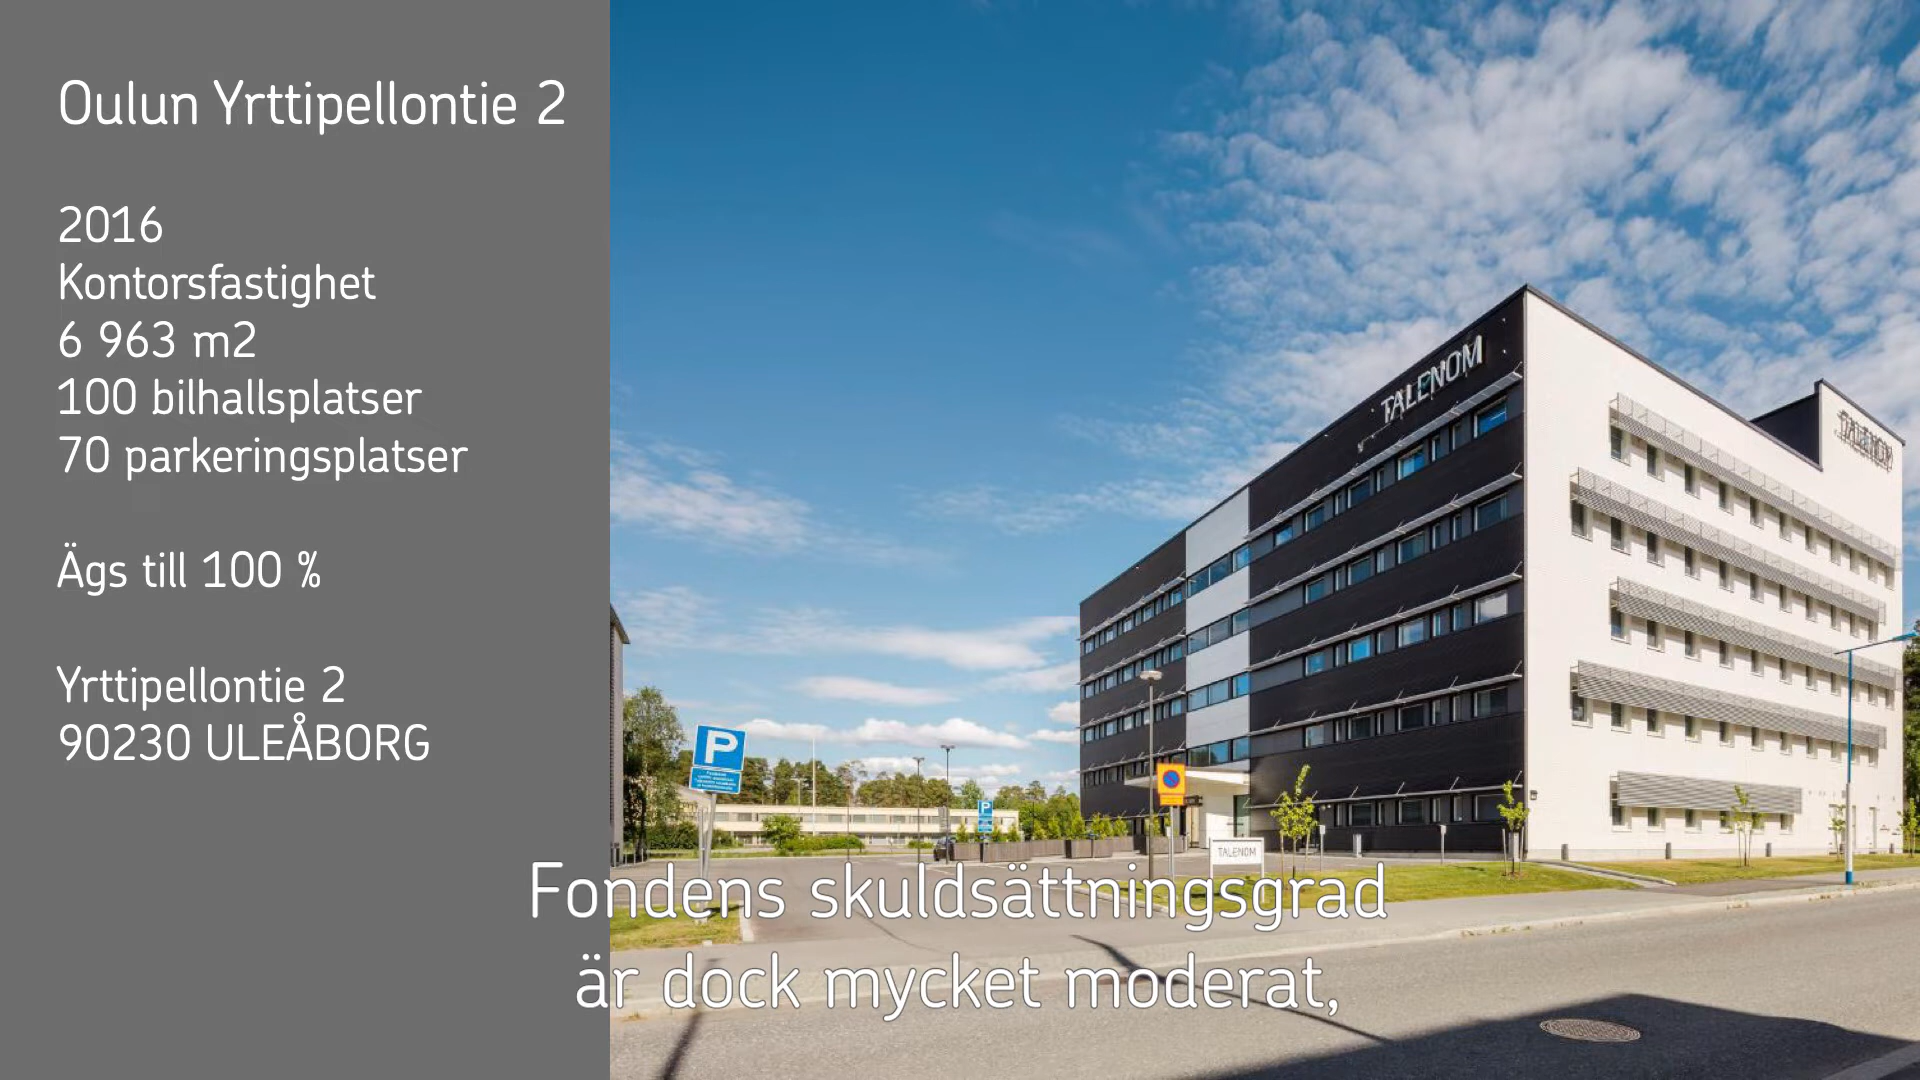 Oulun Yrttipellontie 2
2016
Kontorsfastighet
6 963 m2
100 bilhallsplatser
70 parkeringsplatser
Ägs till 100 %
Yrttipellontie 2
90230 ULEÅBORG
TALENOM
TALENOM
P
P
TALENOM
Fondens skuldsättningsgrad
är dock mycket moderat,